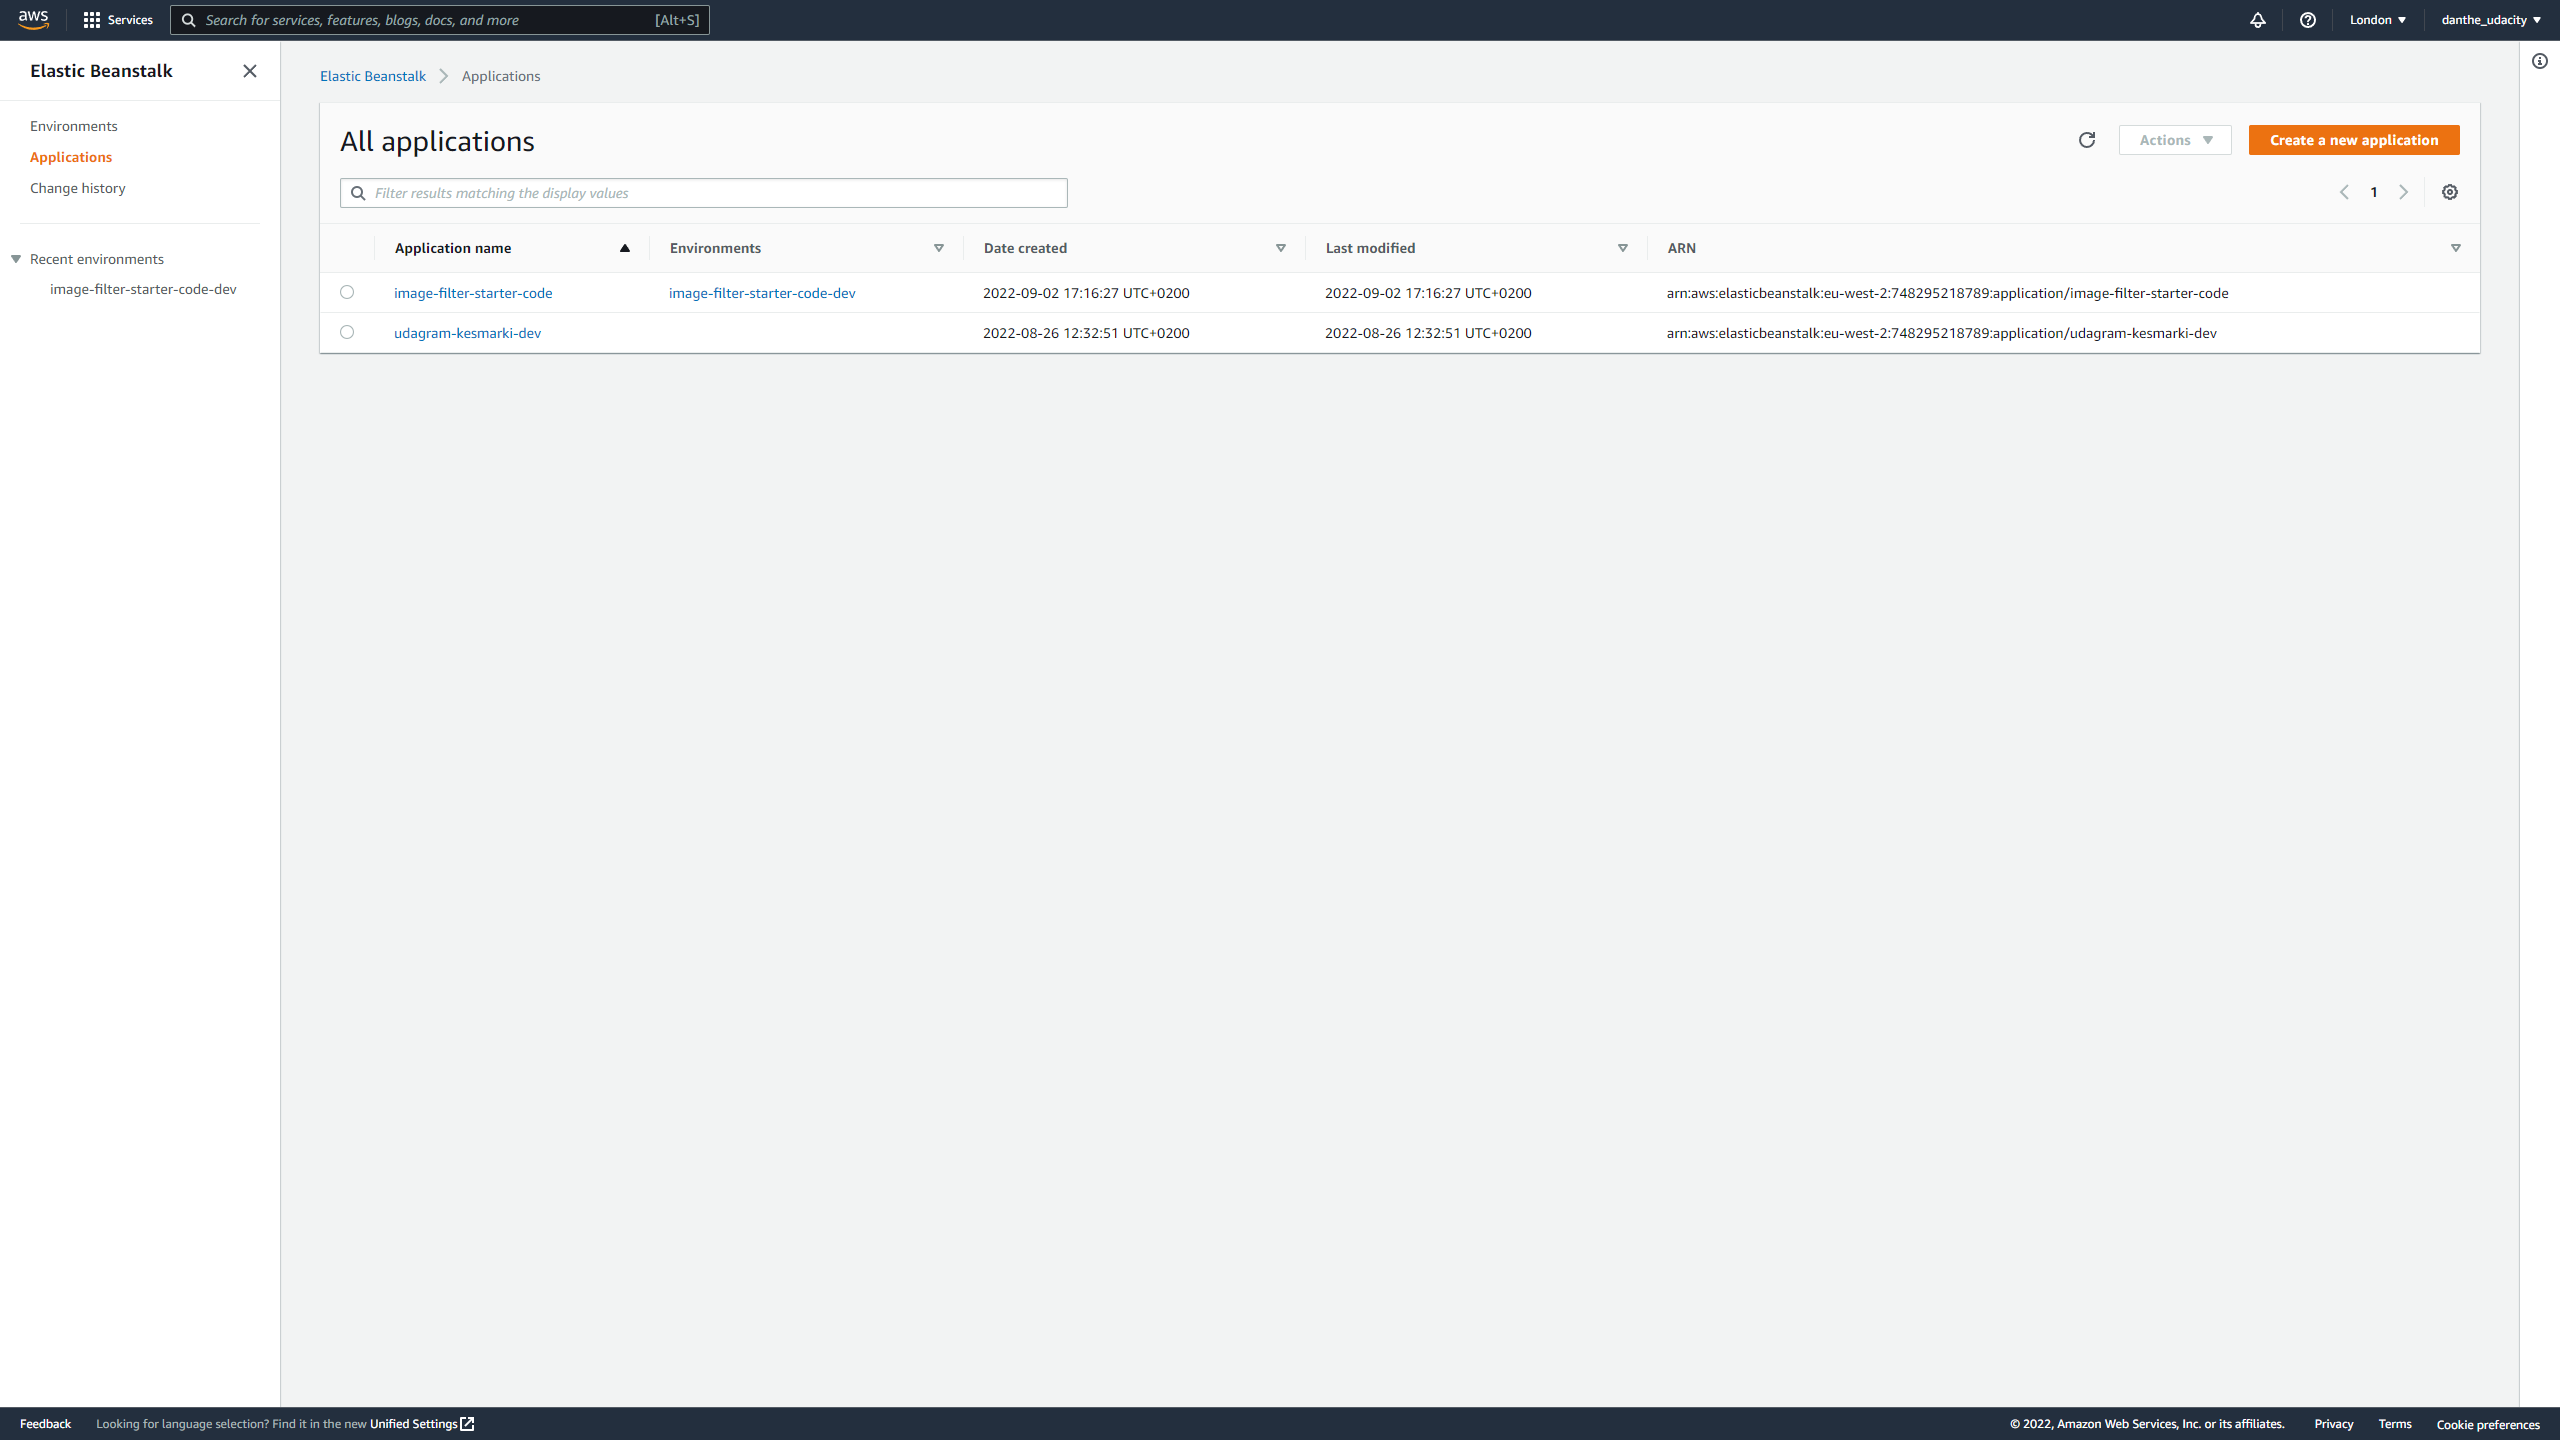 aws Services Search for services, features, blogs, docs, and more [Alt+S] London danthe_udacity
Elastic Beanstalk
Environments
Applications
Change history
Recent environments
image-filter-starter-code-dev
Elastic Beanstalk Applications
All applications
Actions Create a new application
Filter results matching the display values 1
Application name Environments Date created Last modified ARN
image-filter-starter-code image-filter-starter-code-dev 2022-09-02 17:16:27 UTC+0200 2022-09-02 17:16:27 UTC+0200 arn:aws:elasticbeanstalk:eu-west-2:748295218789:application/image-filter-starter-code
udagram-kesmarki-dev 2022-08-26 12:32:51 UTC+0200 2022-08-26 12:32:51 UTC+0200 arn:aws:elasticbeanstalk:eu-west-2:748295218789:application/udagram-kesmarki-dev
Feedback Looking for language selection? Find it in the new Unified Settings © 2022, Amazon Web Services, Inc. or its affiliates. Privacy Terms Cookie preferences